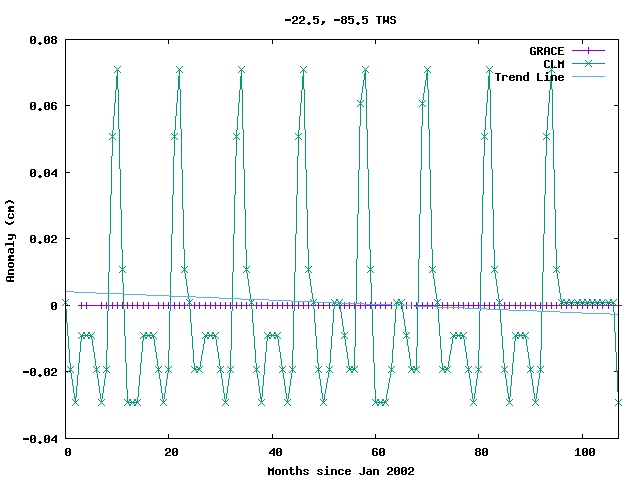 -22.5, -85.5 TWS
GRACE
CLM
Trend Line
0.08
0.06
0.04
0.02
0
-0.02
-0.04
Anomaly (cm)
0 20 40 60 80 100
Months since Jan 2002